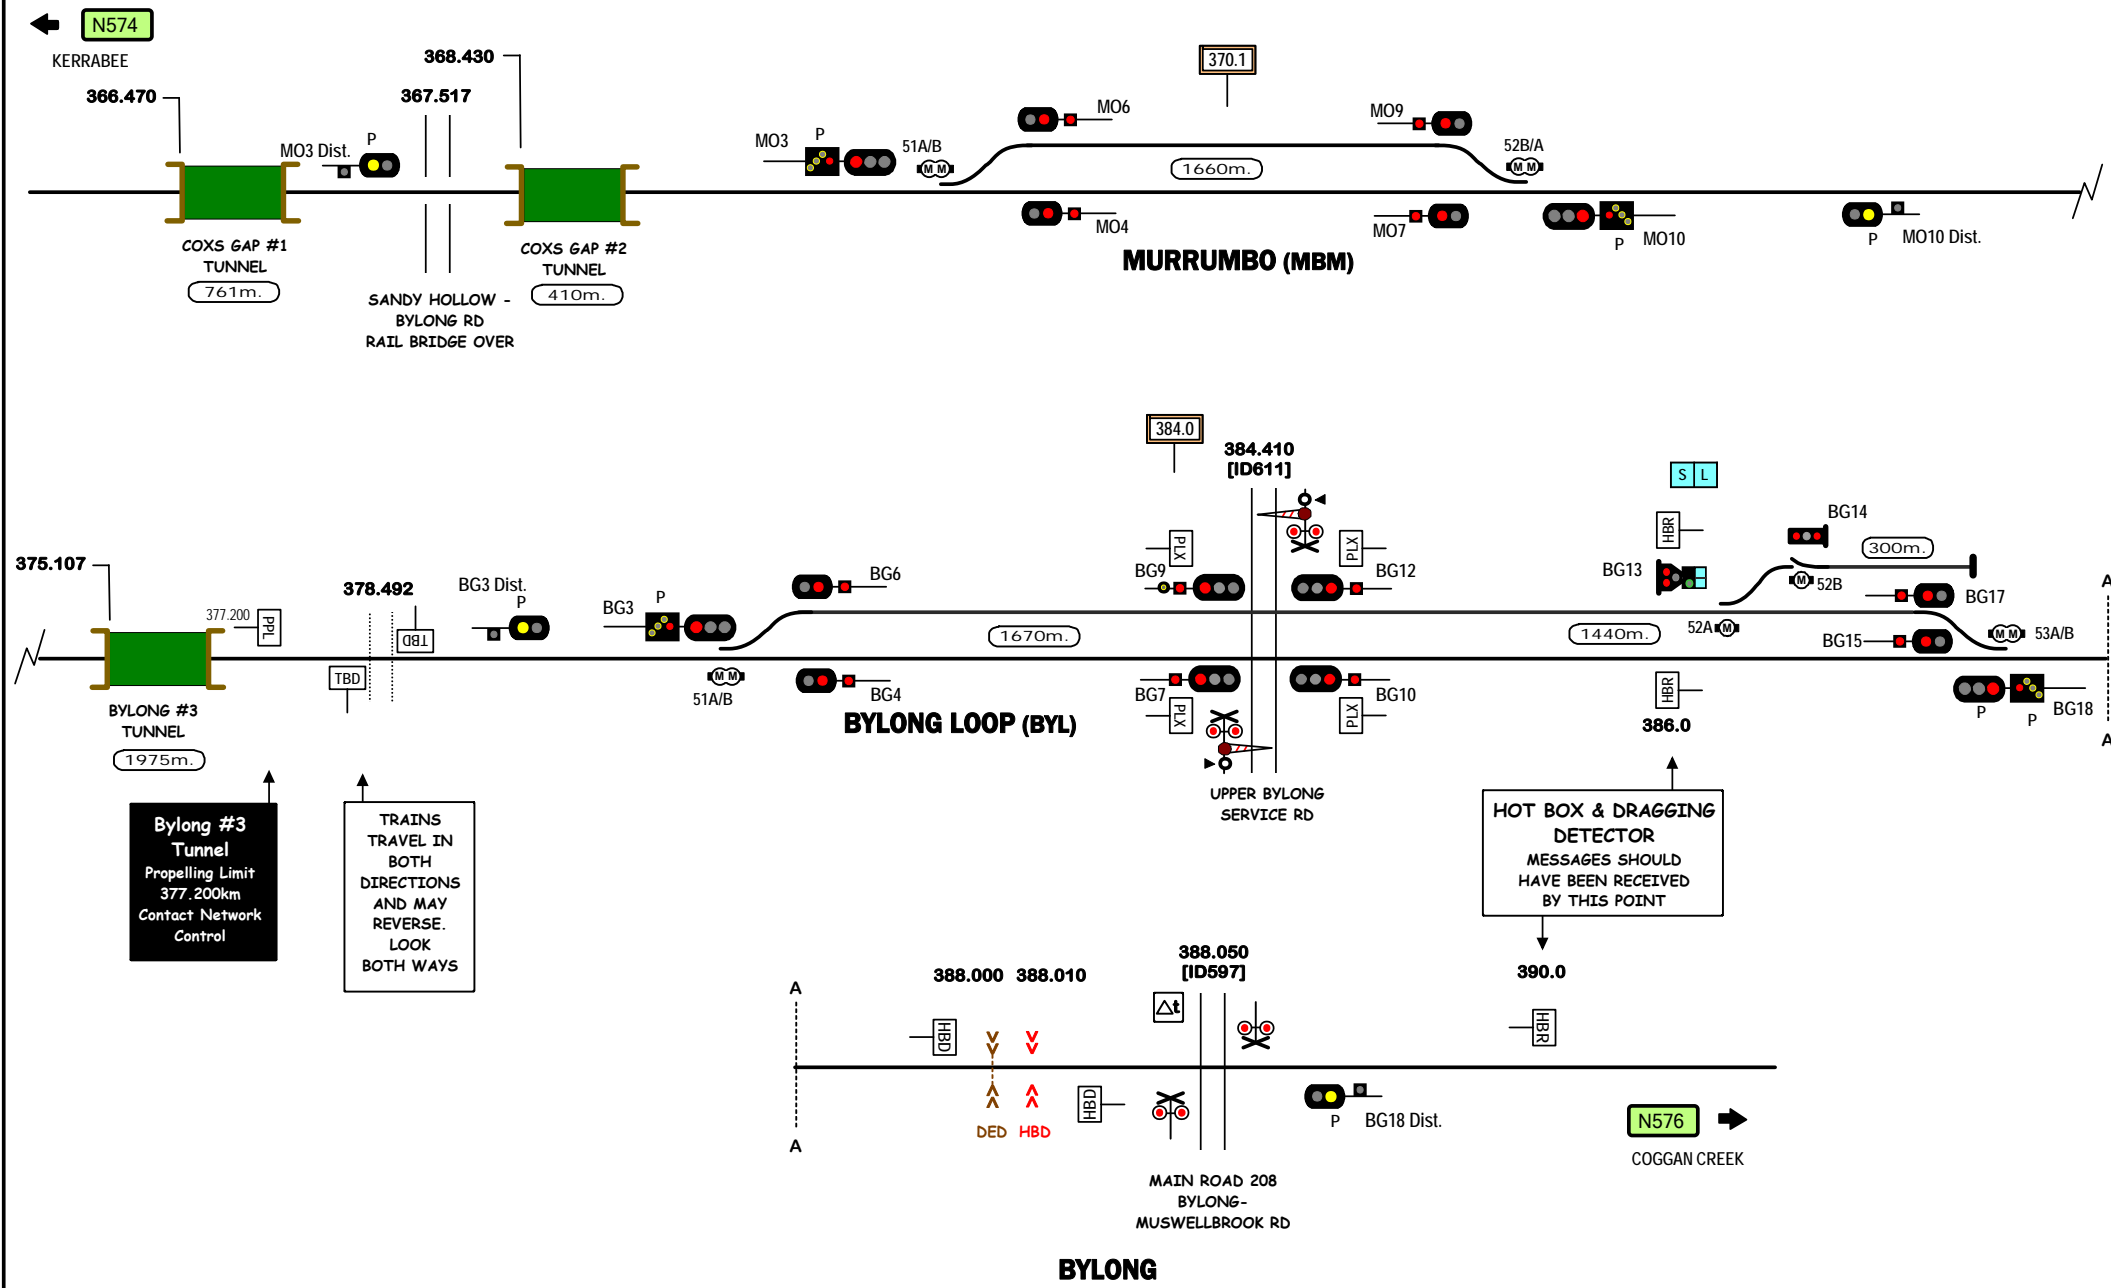 N574
KERRABEE
366.470
367.517
368.430
370.1
MO3 Dist.
P
MO3
P
51A/B
M M
MO6
MO9
52B/A
M M
1660m.
MO4
MO7
P
MO10
P
MO10 Dist.
COXS GAP #1
TUNNEL
761m.
COXS GAP #2
TUNNEL
410m.
SANDY HOLLOW -
BYLONG RD
RAIL BRIDGE OVER
MURRUMBO (MBM)
384.0
384.410
[ID611]
S L
375.107
377.200
PPL
378.492
TBD
TBD
BG3 Dist.
P
BG3
P
BG6
PLX
BG9
PLX
BG12
HBR
BG13
BG14
300m.
M
52B
BG17
1670m.
1440m.
52A
M
BG15
M M
53A/B
A
M M
51A/B
BG4
BG7
PLX
BG10
PLX
HBR
386.0
P
P
BG18
A
BYLONG #3
TUNNEL
1975m.
BYLONG LOOP (BYL)
UPPER BYLONG
SERVICE RD
Bylong #3
Tunnel
Propelling Limit
377.200km
Contact Network
Control
TRAINS
TRAVEL IN
BOTH
DIRECTIONS
AND MAY
REVERSE.
LOOK
BOTH WAYS
HOT BOX & DRAGGING
DETECTOR
MESSAGES SHOULD
HAVE BEEN RECEIVED
BY THIS POINT
A
388.000
388.010
388.050
[ID597]
390.0
HBD
Δt
HBR
HBD
DED
HBD
A
P
BG18 Dist.
N576
COGGAN CREEK
MAIN ROAD 208
BYLONG-
MUSWELLBROOK RD
BYLONG